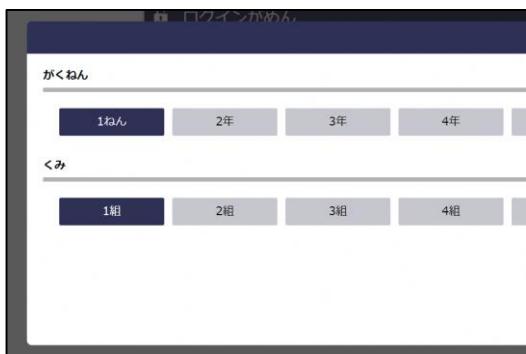 ログインがめん
がくねん
1ねん 2年 3年 4年
くみ
1組 2組 3組 4組